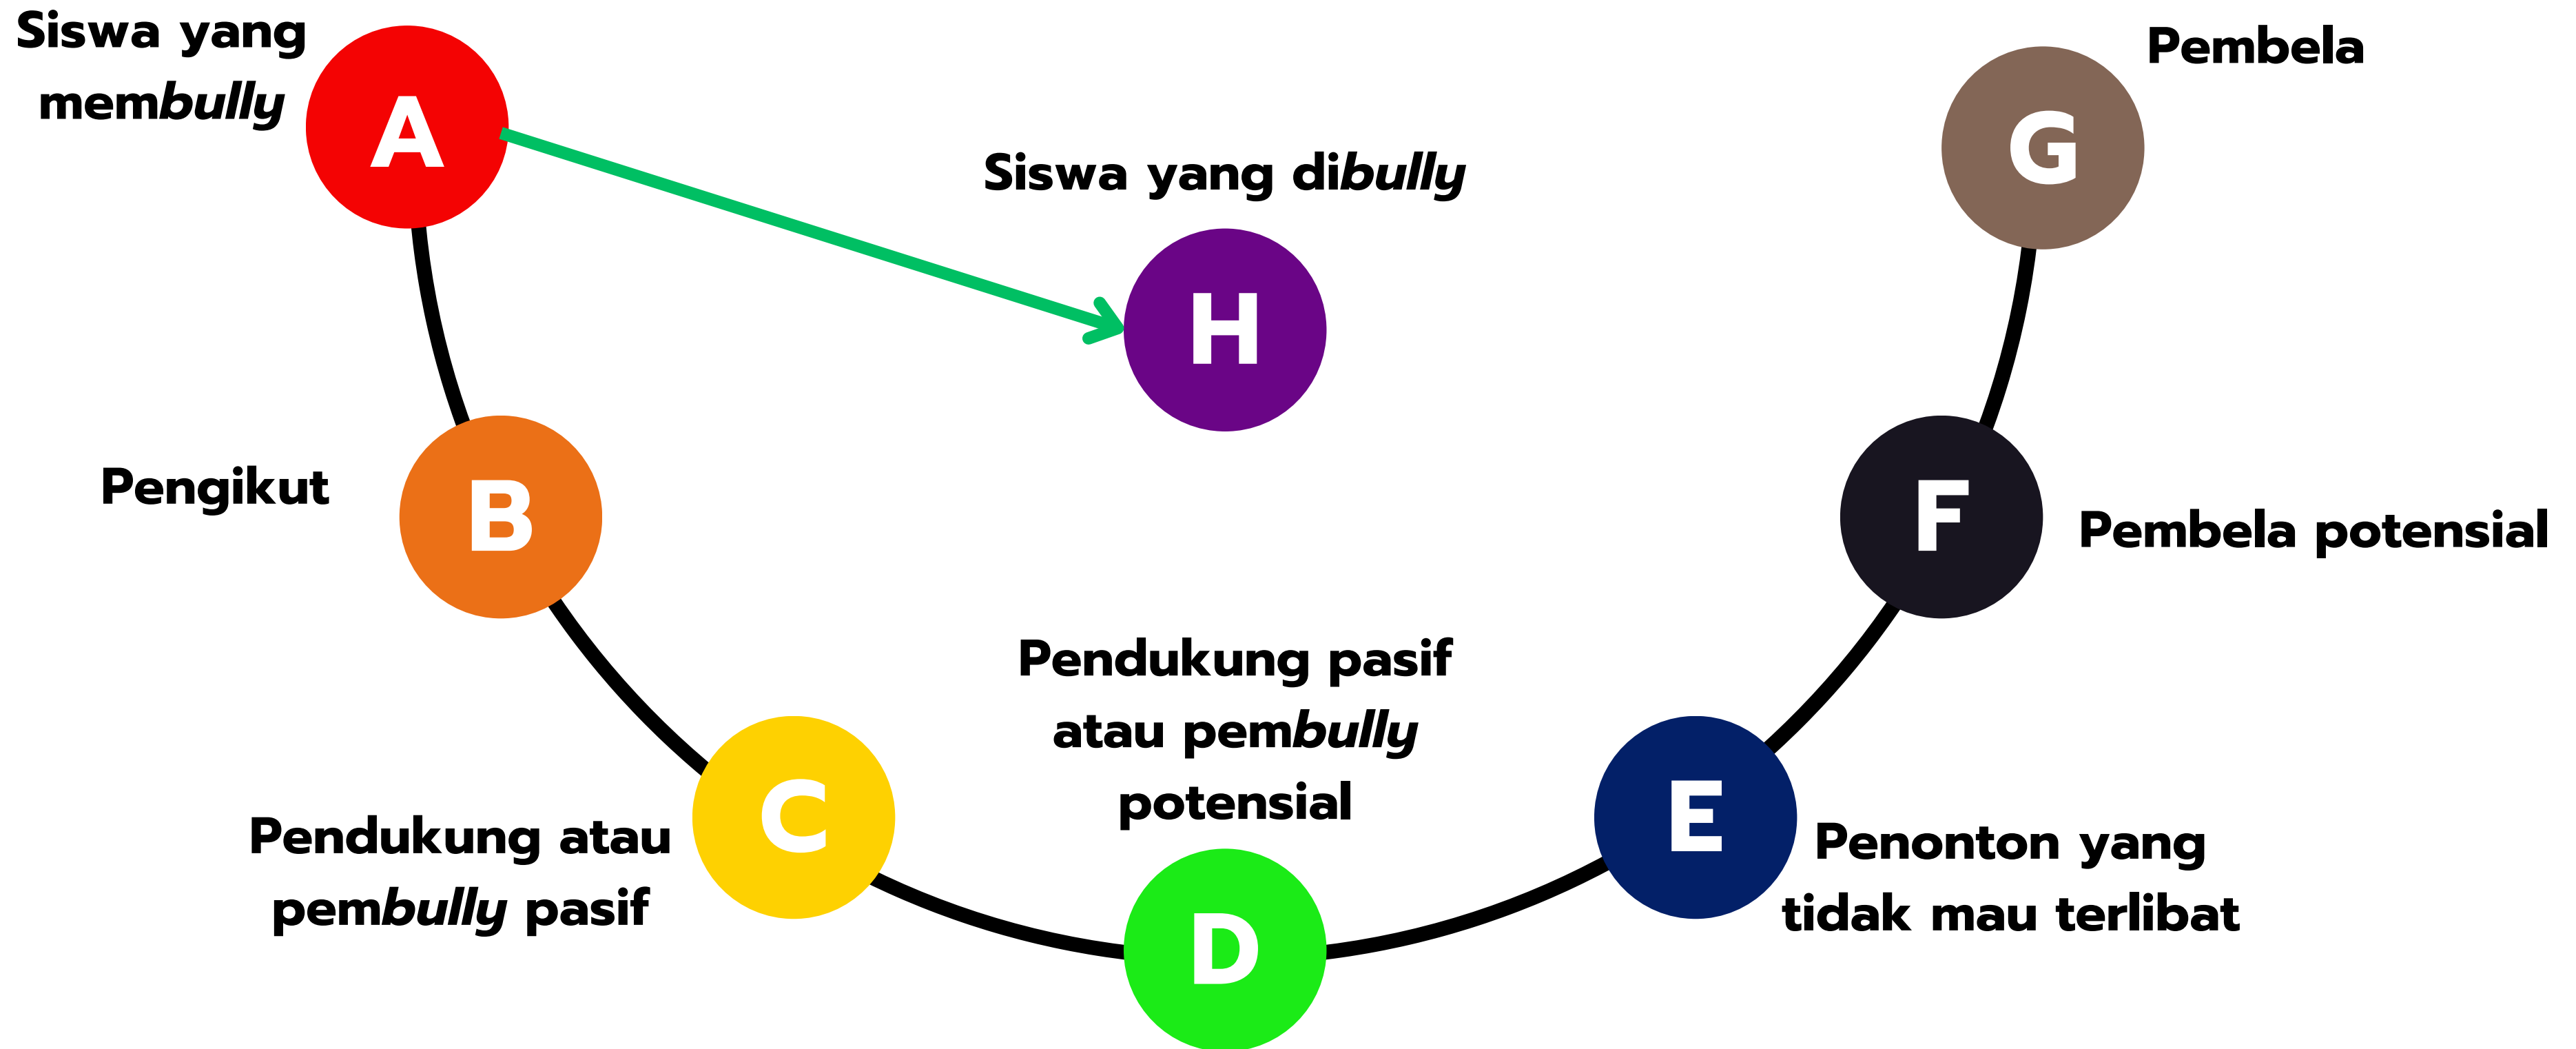 Siswa yang
membully
A
Siswa yang dibully
H
Pembela
G
Pengikut
B
F
Pembela potensial
Pendukung pasif
atau pembully
potensial
Pendukung atau
pembully pasif
C
D
E
Penonton yang
tidak mau terlibat